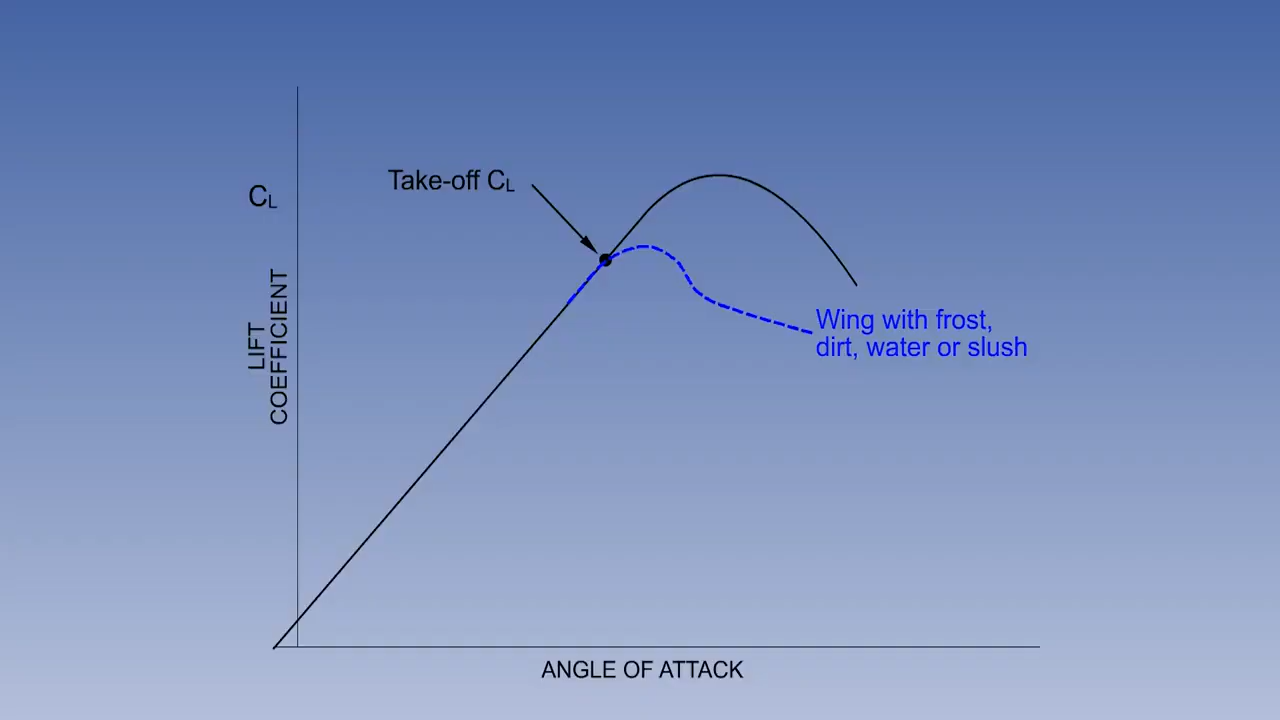 Take-off CL
CL
LIFT
COEFFICIENT
Wing with frost,
dirt, water or slush
ANGLE OF ATTACK